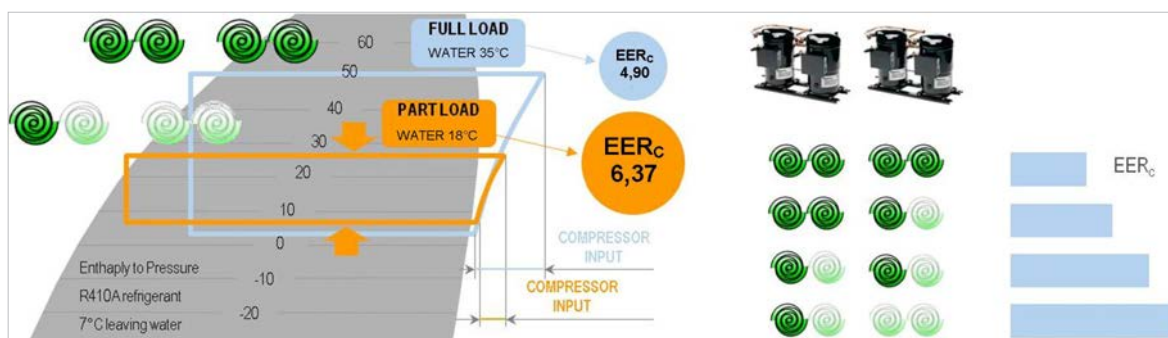 FULL LOAD
WATER 35°C
EERC
4,90
60
50
40
PART LOAD
WATER 18°C
30
EERC
6,37
20
10
0
-10
-20
COMPRESSOR
INPUT
COMPRESSOR
INPUT
Enthaply to Pressure
R410A refrigerant
7°C leaving water
EERc